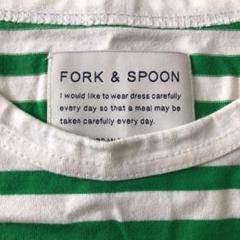 FORK & SPOON
I would like to wear dress carefully
every day so that a meal may be
taken carefully every day.